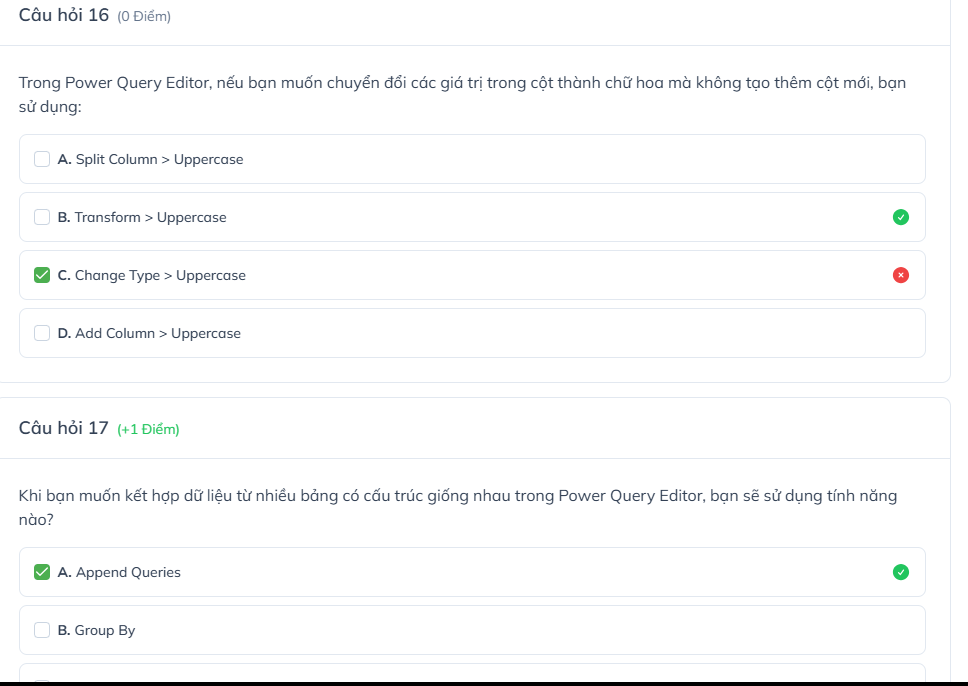 Câu hỏi 16 (0 Điểm)
Trong Power Query Editor, nếu bạn muốn chuyển đổi các giá trị trong cột thành chữ hoa mà không tạo thêm cột mới, bạn
sử dụng:
A. Split Column > Uppercase
B. Transform > Uppercase
C. Change Type > Uppercase
D. Add Column > Uppercase
Câu hỏi 17 (+1 Điểm)
Khi bạn muốn kết hợp dữ liệu từ nhiều bảng có cấu trúc giống nhau trong Power Query Editor, bạn sẽ sử dụng tính năng
nào?
A. Append Queries
B. Group By